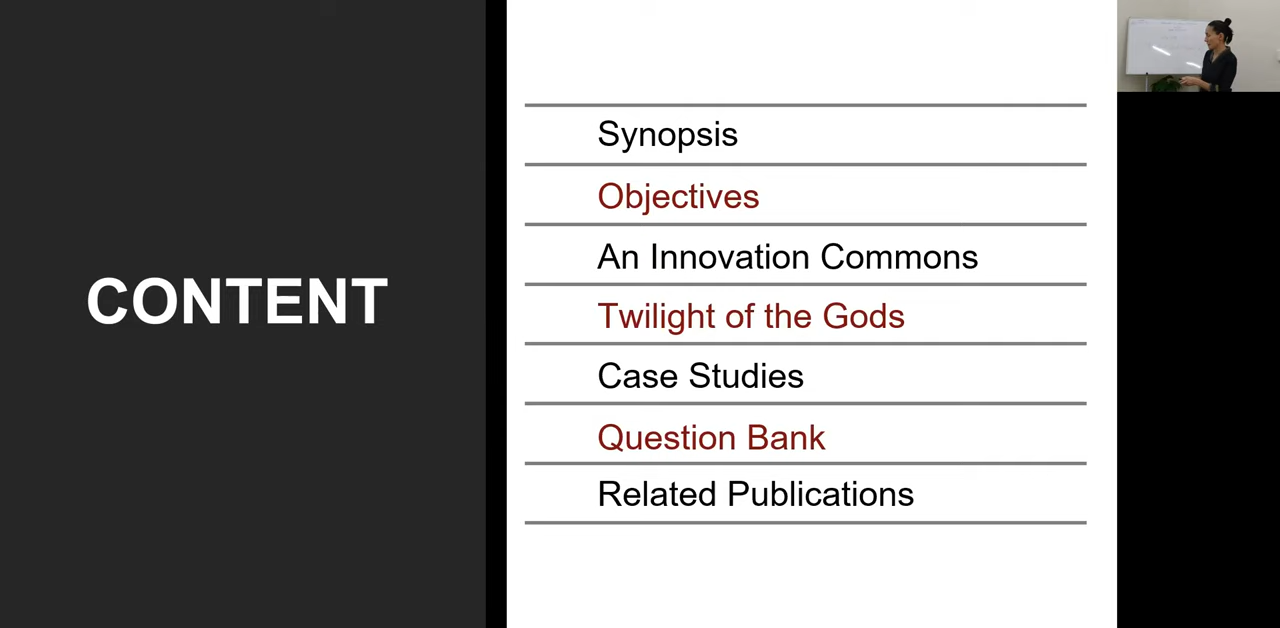 CONTENT
Synopsis
Objectives
An Innovation Commons
Twilight of the Gods
Case Studies
Question Bank
Related Publications